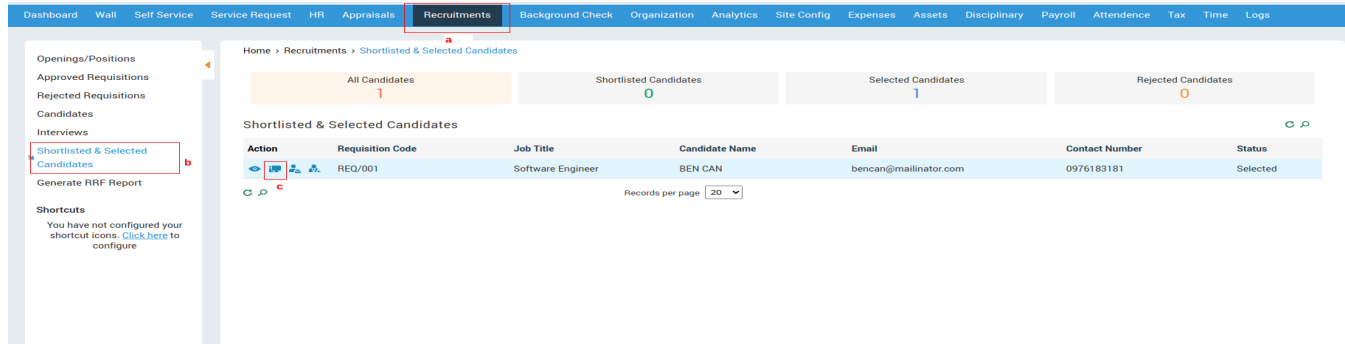 Dashboard Wall Self Service Service Request HR Appraisals Recruitments Background Check Organization Analytics Site Config Expenses Assets Disciplinary Payroll Attendence Tax Time Logs
a
Home › Recruitments › Shortlisted & Selected Candidates
Openings/Positions
Approved Requisitions
Rejected Requisitions
Candidates
Interviews
Shortlisted & Selected
Candidates
b
Generate RRF Report
Shortcuts
You have not configured your
shortcut icons. Click here to
configure
All Candidates
1
Shortlisted Candidates
0
Selected Candidates
1
Rejected Candidates
0
Shortlisted & Selected Candidates
Action Requisition Code Job Title Candidate Name Email Contact Number Status
REQ/001 Software Engineer BEN CAN bencan@mailinator.com 0976183181 Selected
c
Records per page 20